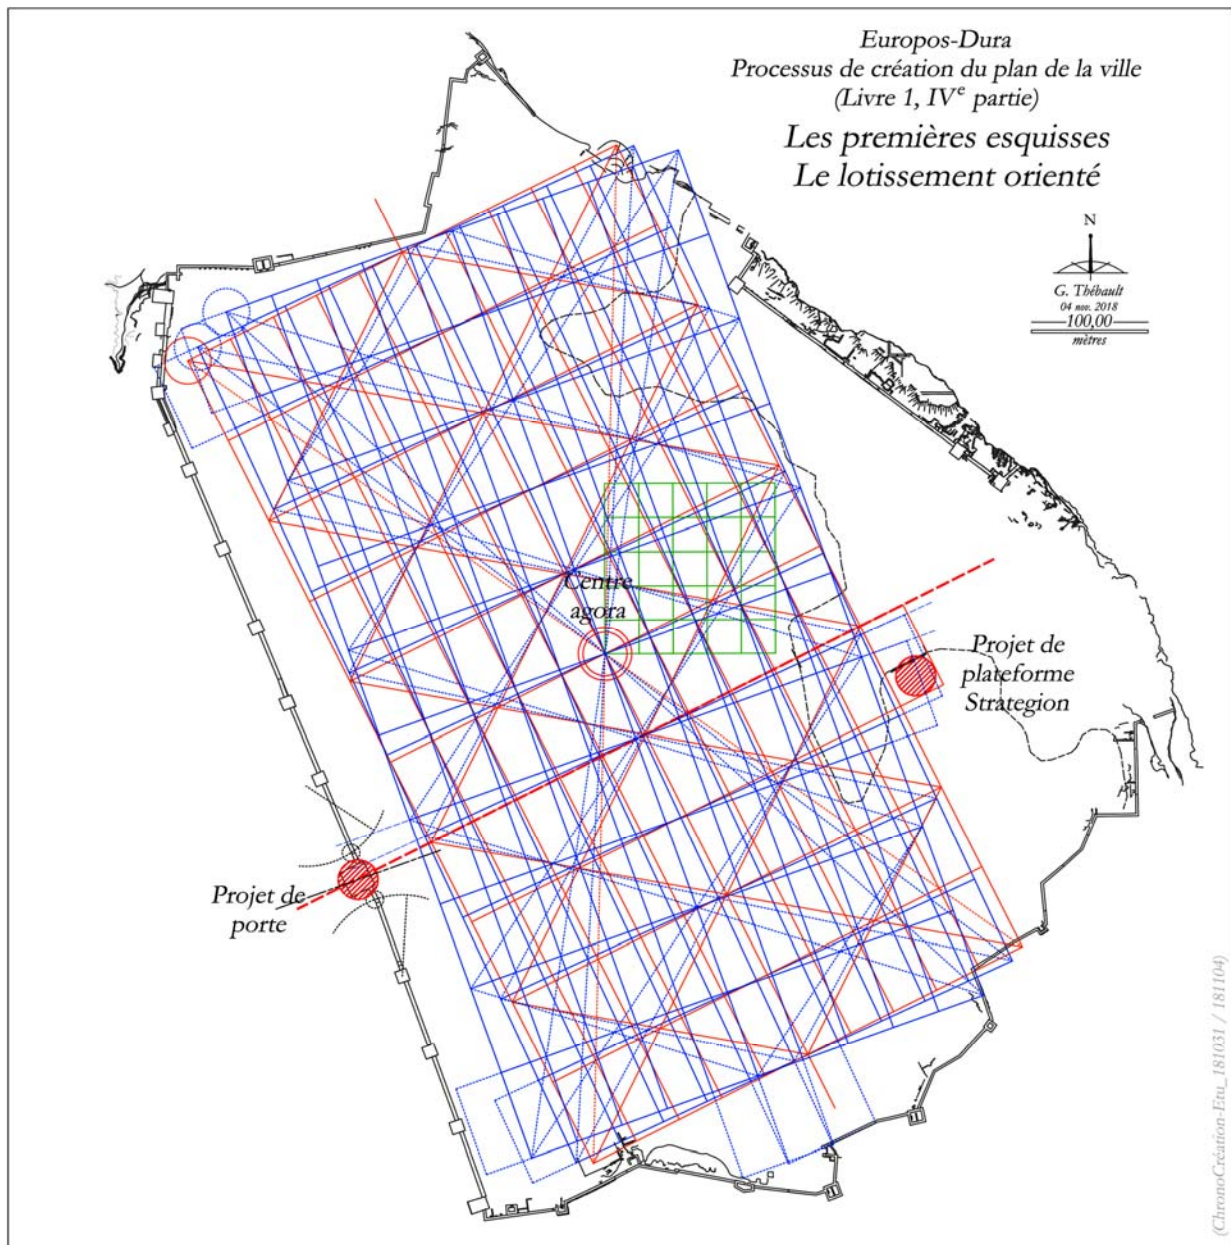 Europos-Dura
Processus de création du plan de la ville
(Livre 1, IVe partie)
Les premières esquisses
Le lotissement orienté
N
G. Thébault
04 nov. 2018
100,00
mètres
Centre
agora
Projet de
plateforme
Strategion
Projet de
porte
(ChronoCréation-Etu_181031 / 181104)